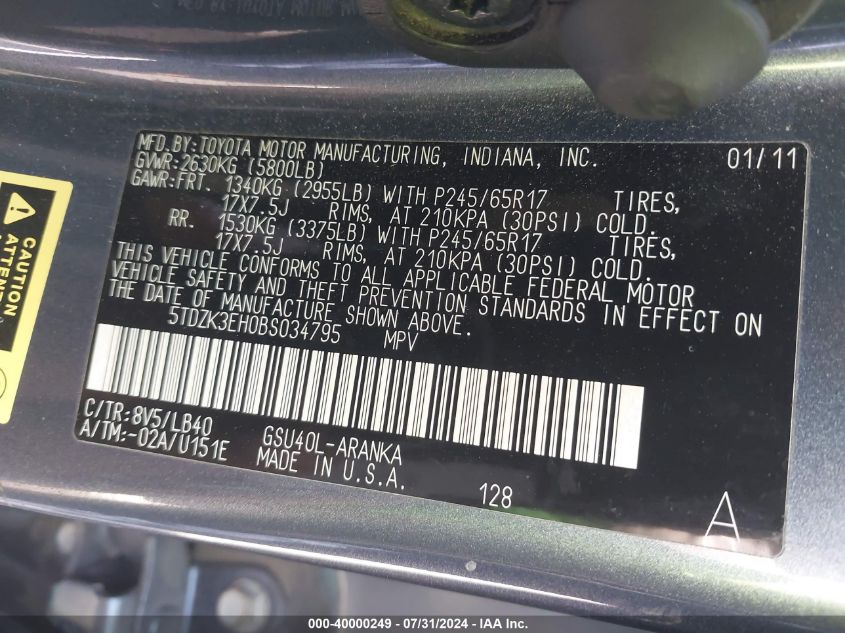 CAUTION
ATTEN
MFD.BY:TOYOTA MOTOR MANUFACTURING, INDIANA, INC. 01/11
GVWR:2630KG (5800LB)
GAWR:FRT. 1340KG (2955LB) WITH P245/65R17 TIRES,
17X7.5J RIMS, AT 210KPA (30PSI) COLD.
RR. 1530KG (3375LB) WITH P245/65R17 TIRES,
17X7.5J RIMS, AT 210KPA (30PSI) COLD.
THIS VEHICLE CONFORMS TO ALL APPLICABLE FEDERAL MOTOR
VEHICLE SAFETY AND THEFT PREVENTION STANDARDS IN EFFECT ON
THE DATE OF MANUFACTURE SHOWN ABOVE.
5TDZK3EH0BS034795 MPV
C/TR:8V5/LB40 GSU40L-ARANKA
A/TM:-02A/U151E MADE IN U.S.A.
128
A
000-40000249 - 07/31/2024 - IAA Inc.